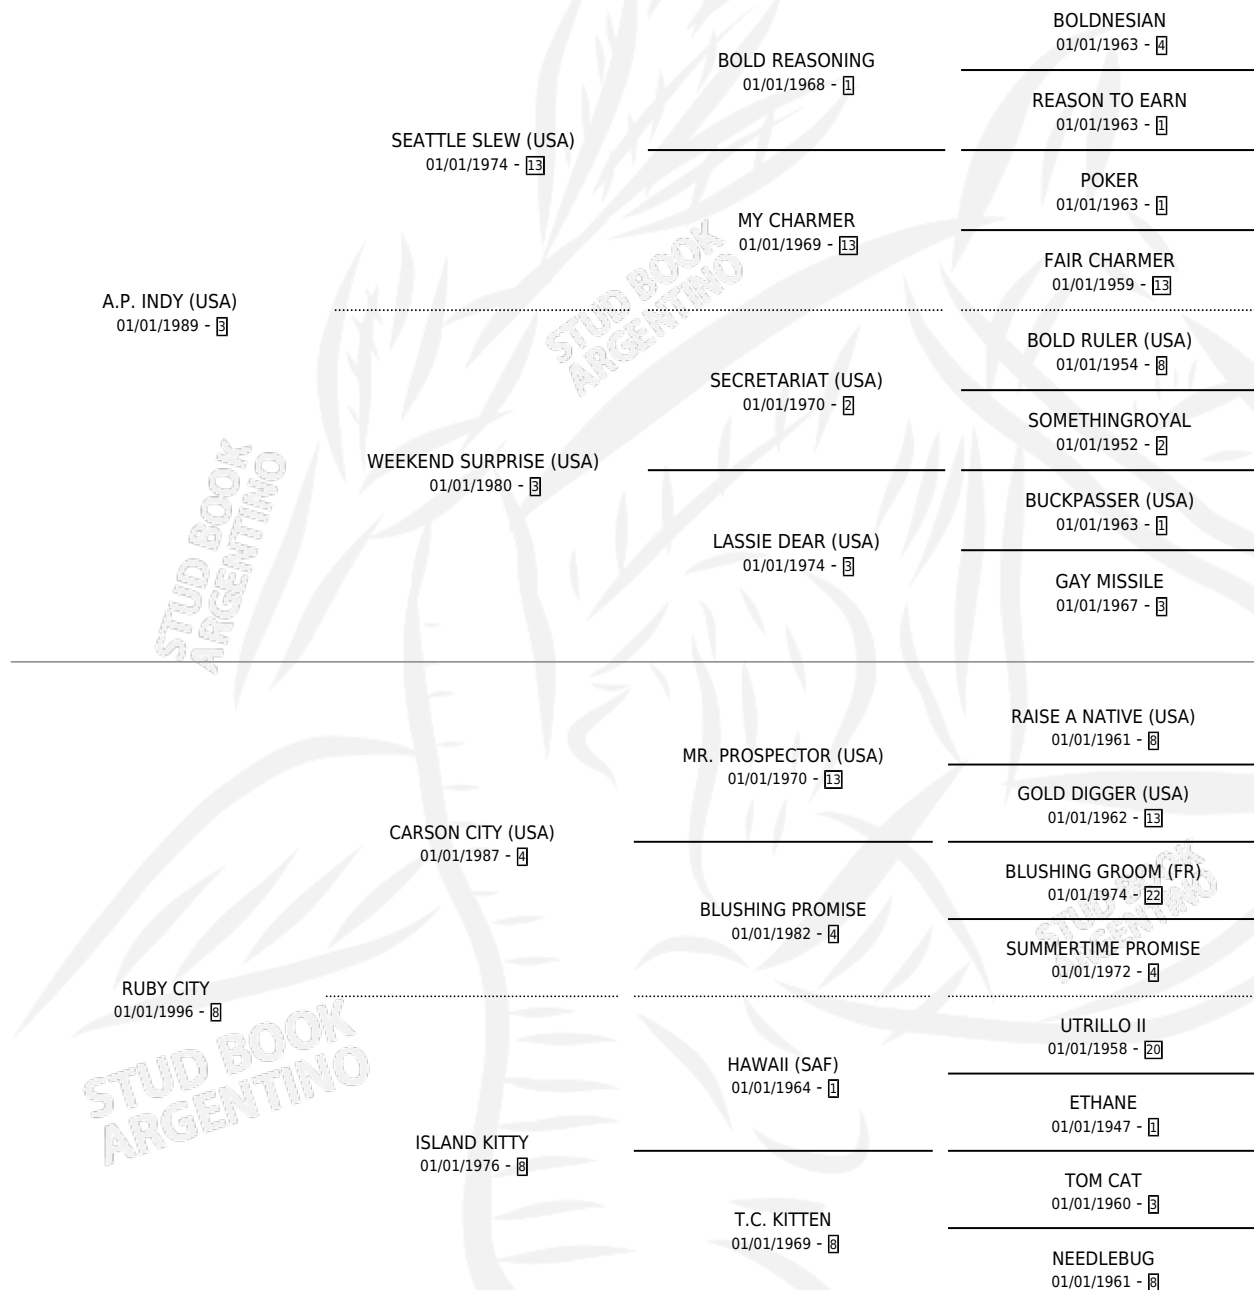 BOLDNESIAN
01/01/1963 - 4
BOLD REASONING
01/01/1968 - 1
REASON TO EARN
01/01/1963 - 1
SEATTLE SLEW (USA)
01/01/1974 - 13
POKER
01/01/1963 - 1
MY CHARMER
01/01/1969 - 13
FAIR CHARMER
01/01/1959 - 13
A.P. INDY (USA)
01/01/1989 - 3
STUD BOOK
ARGENTINO
BOLD RULER (USA)
01/01/1954 - 8
SECRETARIAT (USA)
01/01/1970 - 2
SOMETHINGROYAL
01/01/1952 - 2
WEEKEND SURPRISE (USA)
01/01/1980 - 3
BUCKPASSER (USA)
01/01/1963 - 1
LASSIE DEAR (USA)
01/01/1974 - 3
GAY MISSILE
01/01/1967 - 3
STUD BOOK
ARGENTINO
RAISE A NATIVE (USA)
01/01/1961 - 8
MR. PROSPECTOR (USA)
01/01/1970 - 13
GOLD DIGGER (USA)
01/01/1962 - 13
CARSON CITY (USA)
01/01/1987 - 4
BLUSHING GROOM (FR)
01/01/1974 - 22
BLUSHING PROMISE
01/01/1982 - 4
STUD BOOK
ARGENTINO
SUMMERTIME PROMISE
01/01/1972 - 4
RUBY CITY
01/01/1996 - 8
UTRILLO II
01/01/1958 - 20
HAWAII (SAF)
01/01/1964 - 1
STUD BOOK
ARGENTINO
ETHANE
01/01/1947 - 1
ISLAND KITTY
01/01/1976 - 8
TOM CAT
01/01/1960 - 3
T.C. KITTEN
01/01/1969 - 8
NEEDLEBUG
01/01/1961 - 8